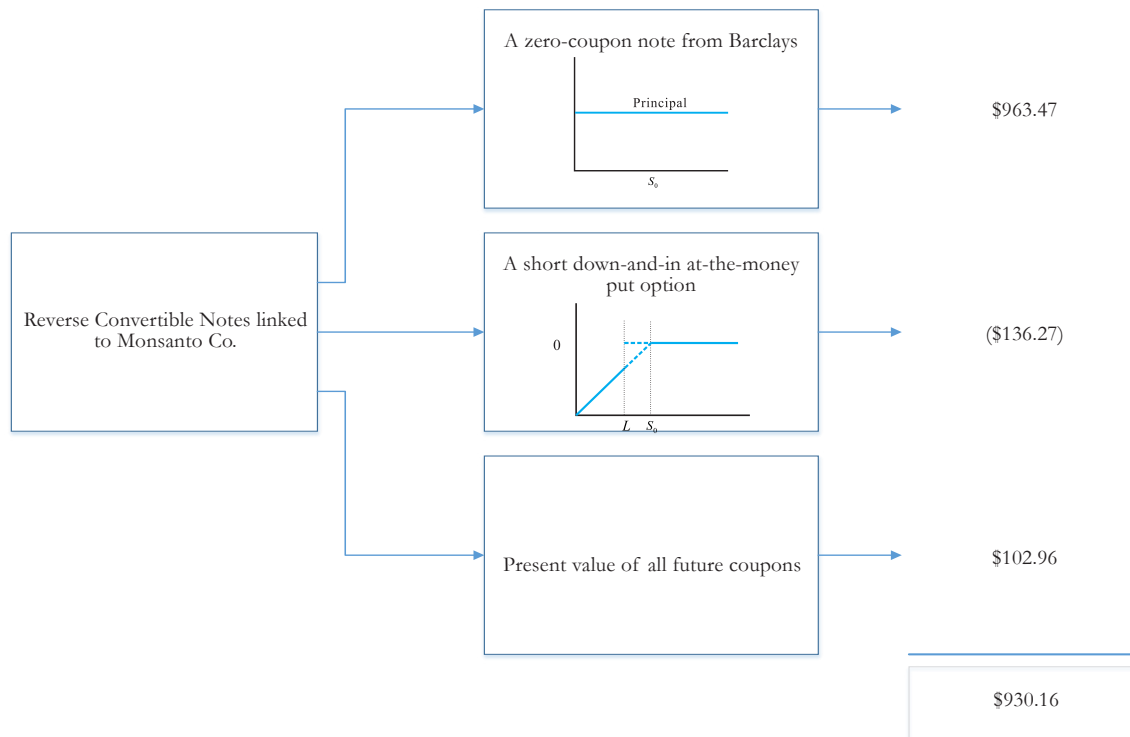 A zero-coupon note from Barclays
Principal
S₀
$963.47
Reverse Convertible Notes linked
to Monsanto Co.
A short down-and-in at-the-money
put option
0
L S₀
($136.27)
Present value of all future coupons
$102.96
$930.16